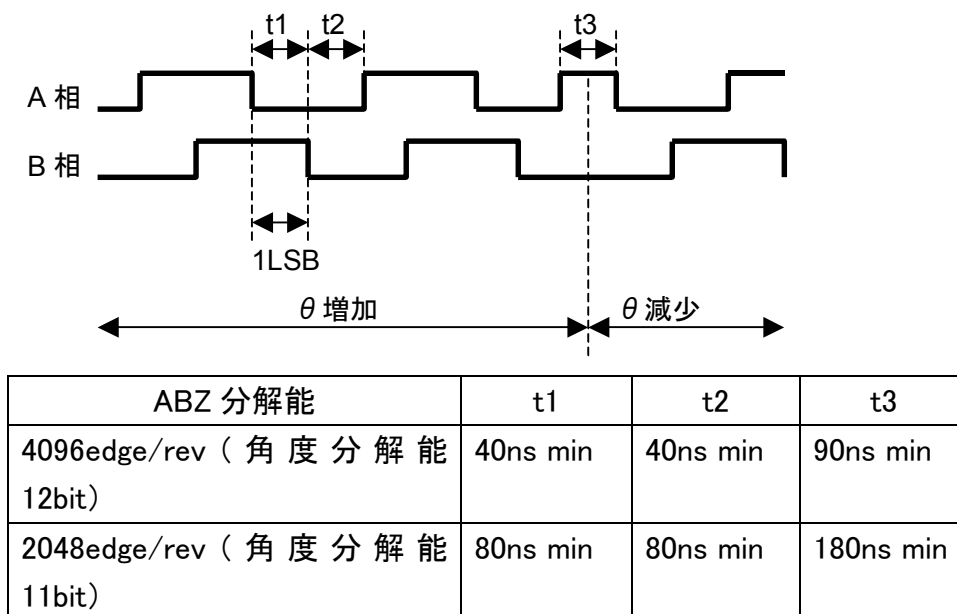 t1 t2 t3
A 相
B 相
1LSB
θ 増加 θ 減少
ABZ 分解能 t1 t2 t3
4096edge/rev（角度分解能 40ns min 40ns min 90ns min
12bit）
2048edge/rev（角度分解能 80ns min 80ns min 180ns min
11bit）